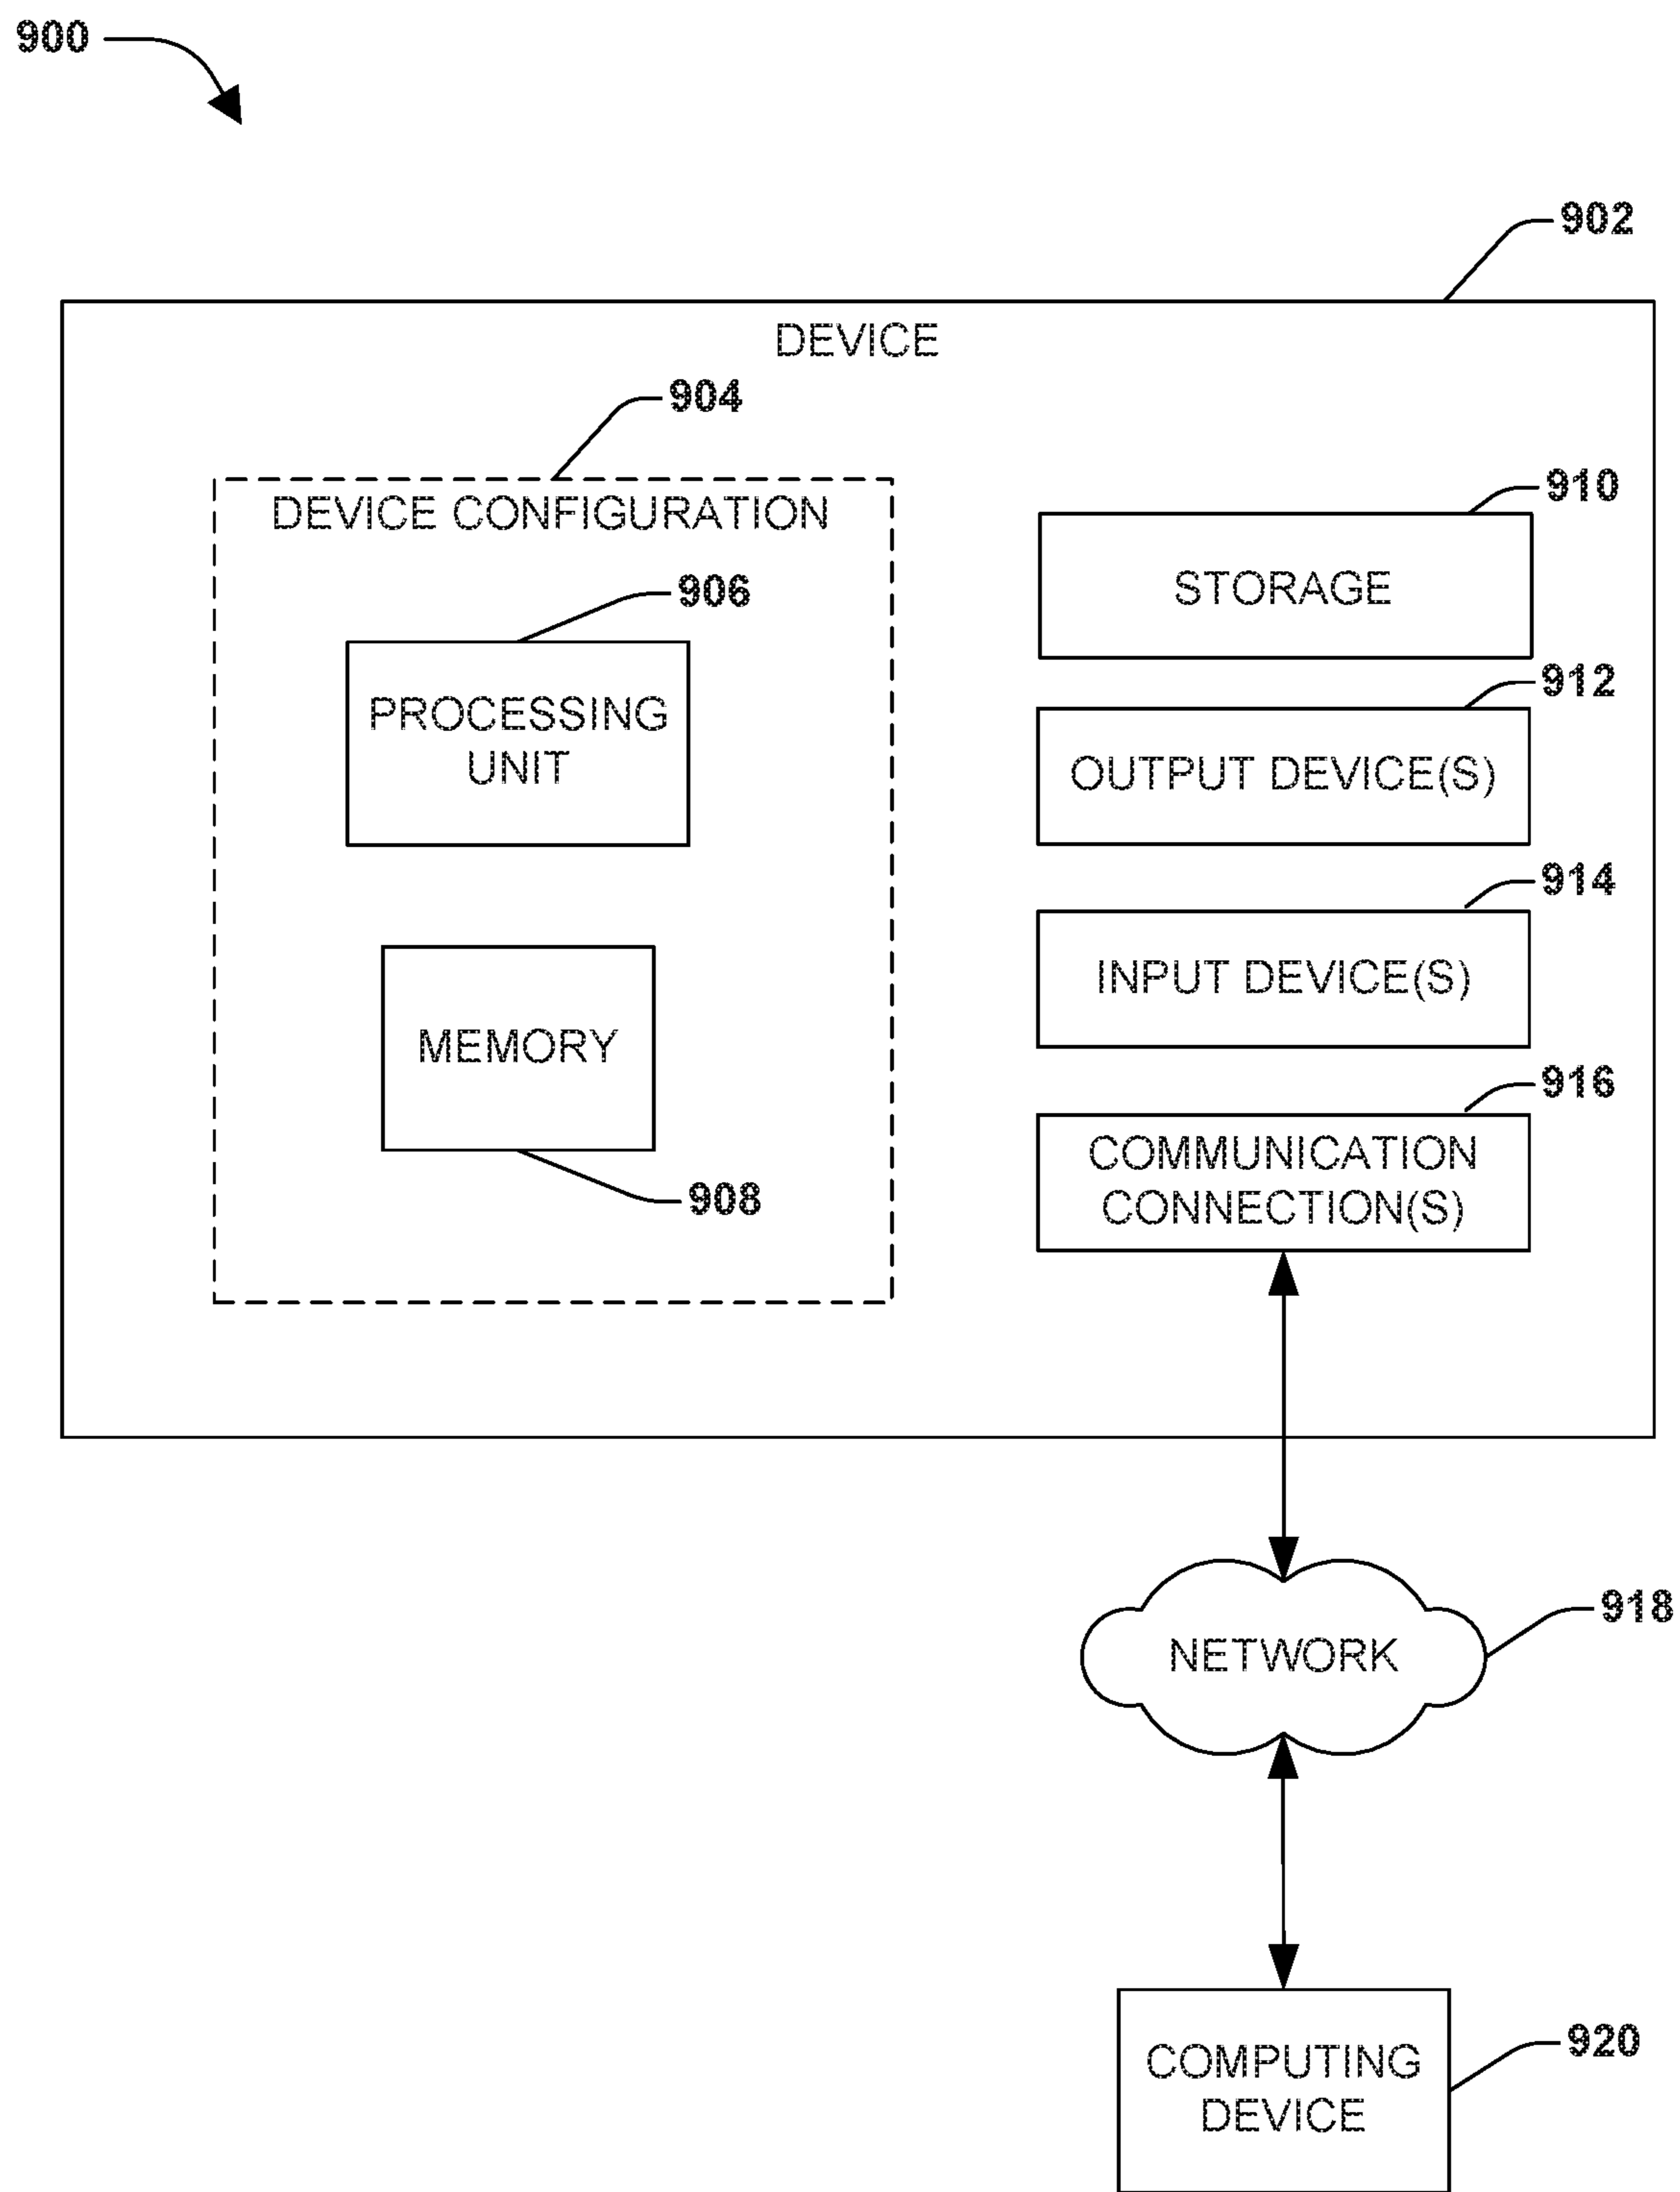 900
902
DEVICE
904
DEVICE CONFIGURATION
906
PROCESSING
UNIT
MEMORY
908
910
STORAGE
912
OUTPUT DEVICE(S)
914
INPUT DEVICE(S)
916
COMMUNICATION
CONNECTION(S)
918
NETWORK
920
COMPUTING
DEVICE